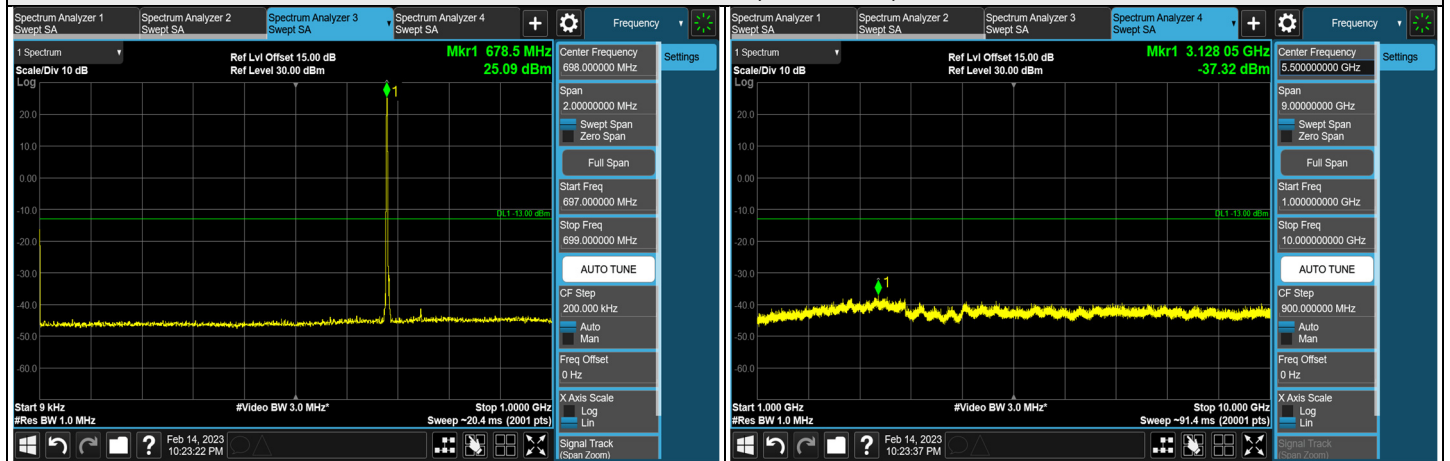 Spectrum Analyzer 1
Swept SA
Spectrum Analyzer 2
Swept SA
Spectrum Analyzer 3
Swept SA
Spectrum Analyzer 4
Swept SA
+
Frequency
1 Spectrum
Scale/Div 10 dB
Log
Ref Lvl Offset 15.00 dB
Ref Level 30.00 dBm
Mkr1 678.5 MHz
25.09 dBm
1
20.0
10.0
0.00
-10.0
-20.0
-30.0
-40.0
-50.0
-60.0
DL1 -13.00 dBm
Start 9 kHz
#Res BW 1.0 MHz
#Video BW 3.0 MHz*
Stop 1.0000 GHz
Sweep ~20.4 ms (2001 pts)
Center Frequency
698.000000 MHz
Settings
Span
2.00000000 MHz
Swept Span
Zero Span
Full Span
Start Freq
697.000000 MHz
Stop Freq
699.000000 MHz
AUTO TUNE
CF Step
200.000 kHz
Auto
Man
Freq Offset
0 Hz
X Axis Scale
Log
Lin
Signal Track
(Span Zoom)
?
Feb 14, 2023
10:23:22 PM
Spectrum Analyzer 1
Swept SA
Spectrum Analyzer 2
Swept SA
Spectrum Analyzer 3
Swept SA
Spectrum Analyzer 4
Swept SA
+
Frequency
1 Spectrum
Scale/Div 10 dB
Log
Ref Lvl Offset 15.00 dB
Ref Level 30.00 dBm
Mkr1 3.128 05 GHz
-37.32 dBm
1
20.0
10.0
0.00
-10.0
-20.0
-30.0
-40.0
-50.0
-60.0
DL1 -13.00 dBm
Start 1.000 GHz
#Res BW 1.0 MHz
#Video BW 3.0 MHz*
Stop 10.000 GHz
Sweep ~91.4 ms (20001 pts)
Center Frequency
5.500000000 GHz
Settings
Span
9.00000000 GHz
Swept Span
Zero Span
Full Span
Start Freq
1.000000000 GHz
Stop Freq
10.000000000 GHz
AUTO TUNE
CF Step
900.000000 MHz
Auto
Man
Freq Offset
0 Hz
X Axis Scale
Log
Lin
Signal Track
(Span Zoom)
?
Feb 14, 2023
10:23:37 PM